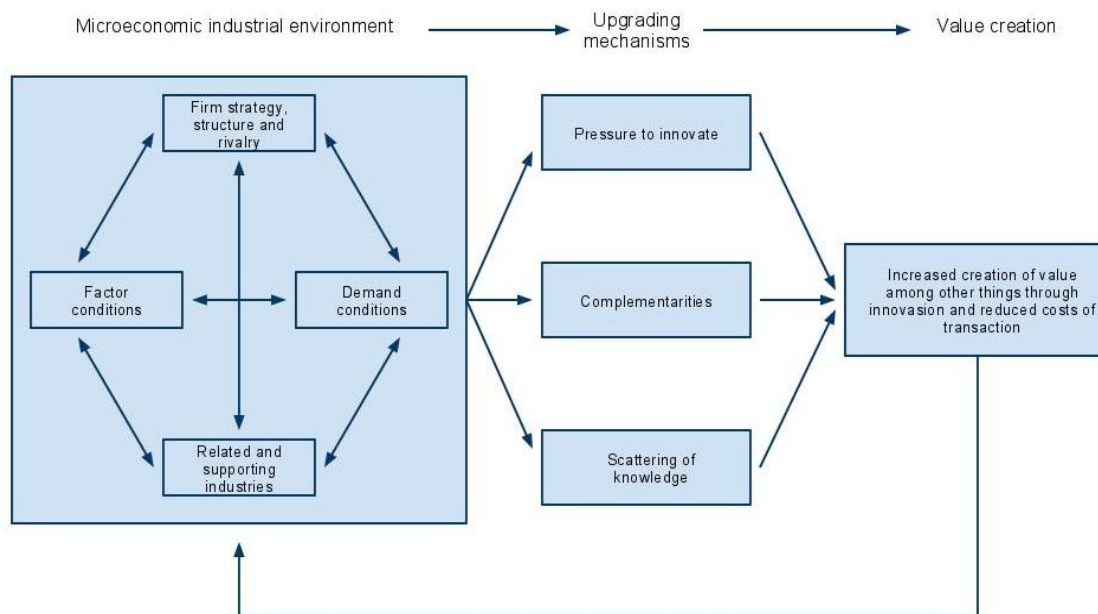 Microeconomic industrial environment
Upgrading
mechanisms
Value creation
Firm strategy,
structure and
rivalry
Factor
conditions
Demand
conditions
Related and
supporting
industries
Pressure to innovate
Complementarities
Scattering of
knowledge
Increased creation of value
among other things through
innovasion and reduced costs of
transaction